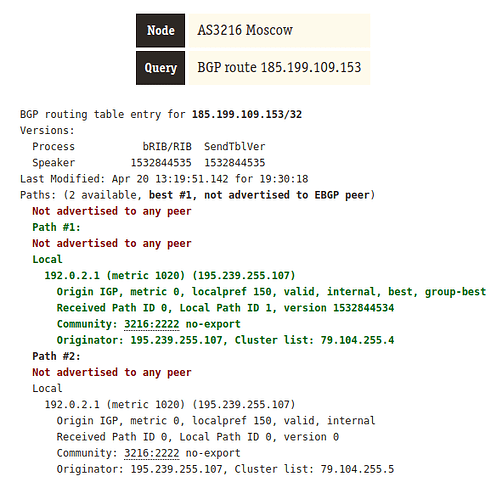 Node AS3216 Moscow
Query BGP route 185.199.109.153
BGP routing table entry for 185.199.109.153/32
Versions:
Process bRIB/RIB SendTblVer
Speaker 1532844535 1532844535
Last Modified: Apr 20 13:19:51.142 for 19:30:18
Paths: (2 available, best #1, not advertised to EBGP peer)
Not advertised to any peer
Path #1:
Not advertised to any peer
Local
192.0.2.1 (metric 1020) (195.239.255.107)
Origin IGP, metric 0, localpref 150, valid, internal, best, group-best
Received Path ID 0, Local Path ID 1, version 1532844534
Community: 3216:2222 no-export
Originator: 195.239.255.107, Cluster list: 79.104.255.4
Path #2:
Not advertised to any peer
Local
192.0.2.1 (metric 1020) (195.239.255.107)
Origin IGP, metric 0, localpref 150, valid, internal
Received Path ID 0, Local Path ID 0, version 0
Community: 3216:2222 no-export
Originator: 195.239.255.107, Cluster list: 79.104.255.5